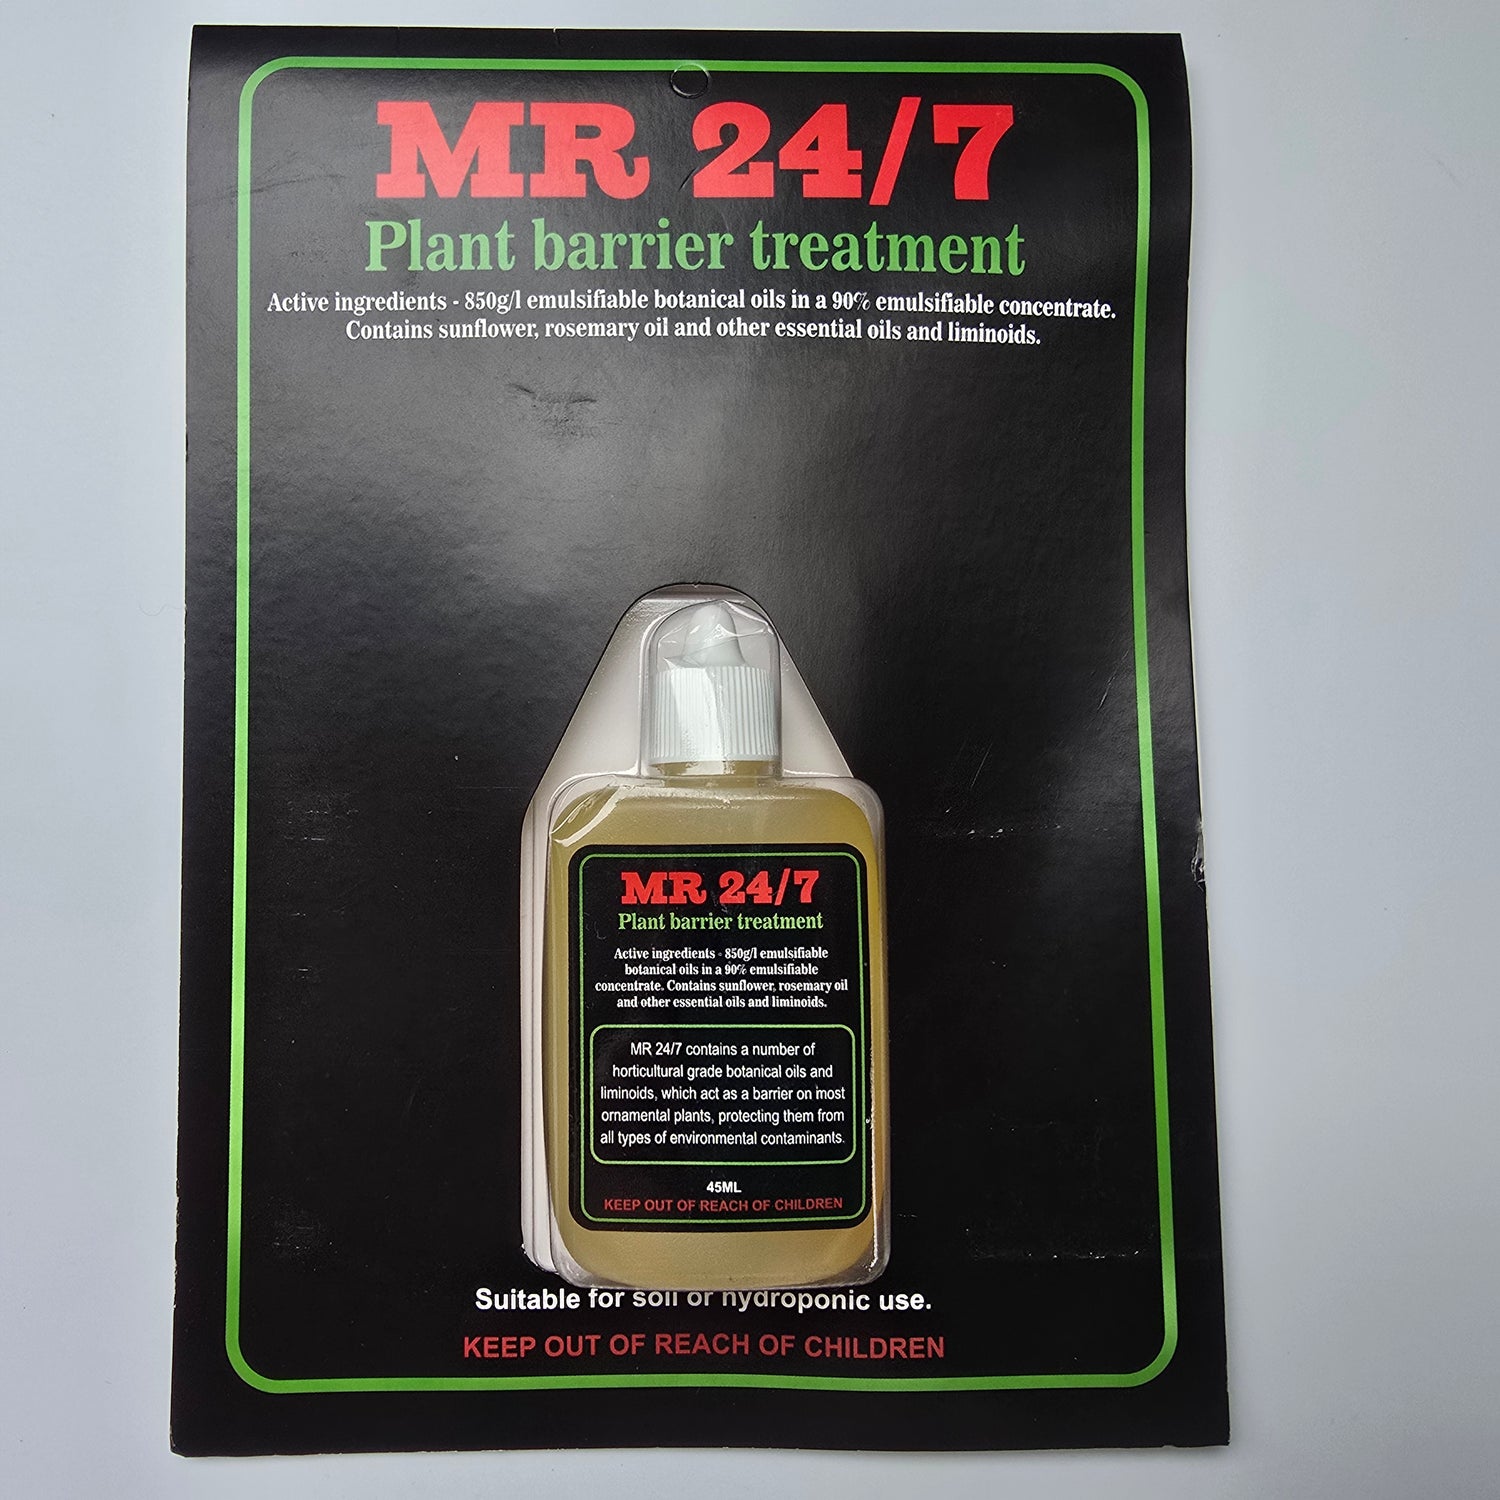 MR 24/7
Plant barrier treatment
Active ingredients - 850g/l emulsifiable botanical oils in a 90% emulsifiable concentrate.
Contains sunflower, rosemary oil and other essential oils and liminoids.
MR 24/7
Plant barrier treatment
Active ingredients - 850g/l emulsifiable
botanical oils in a 90% emulsifiable
concentrate. Contains sunflower, rosemary oil
and other essential oils and liminoids.
MR 24/7 contains a number of
horticultural grade botanical oils and
liminoids, which act as a barrier on most
ornamental plants, protecting them from
all types of environmental contaminants.
45ML
KEEP OUT OF REACH OF CHILDREN
Suitable for soil or hydroponic use.
KEEP OUT OF REACH OF CHILDREN